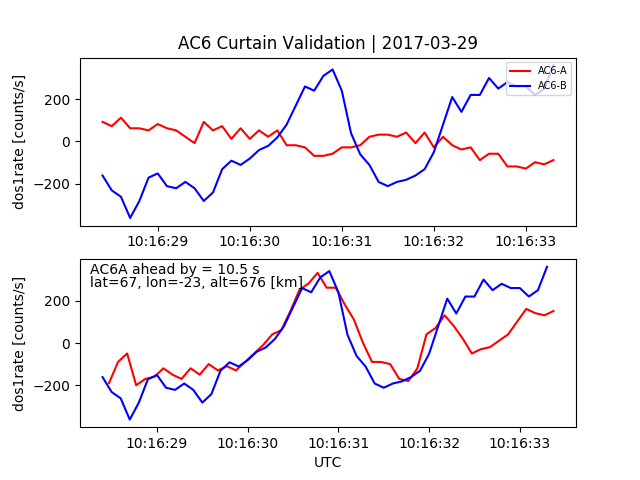 AC6 Curtain Validation | 2017-03-29
dos1rate [counts/s]
200
0
−200
AC6-A
AC6-B
10:16:29 10:16:30 10:16:31 10:16:32 10:16:33
AC6A ahead by = 10.5 s
lat=67, lon=-23, alt=676 [km]
dos1rate [counts/s]
200
0
−200
10:16:29 10:16:30 10:16:31 10:16:32 10:16:33
UTC